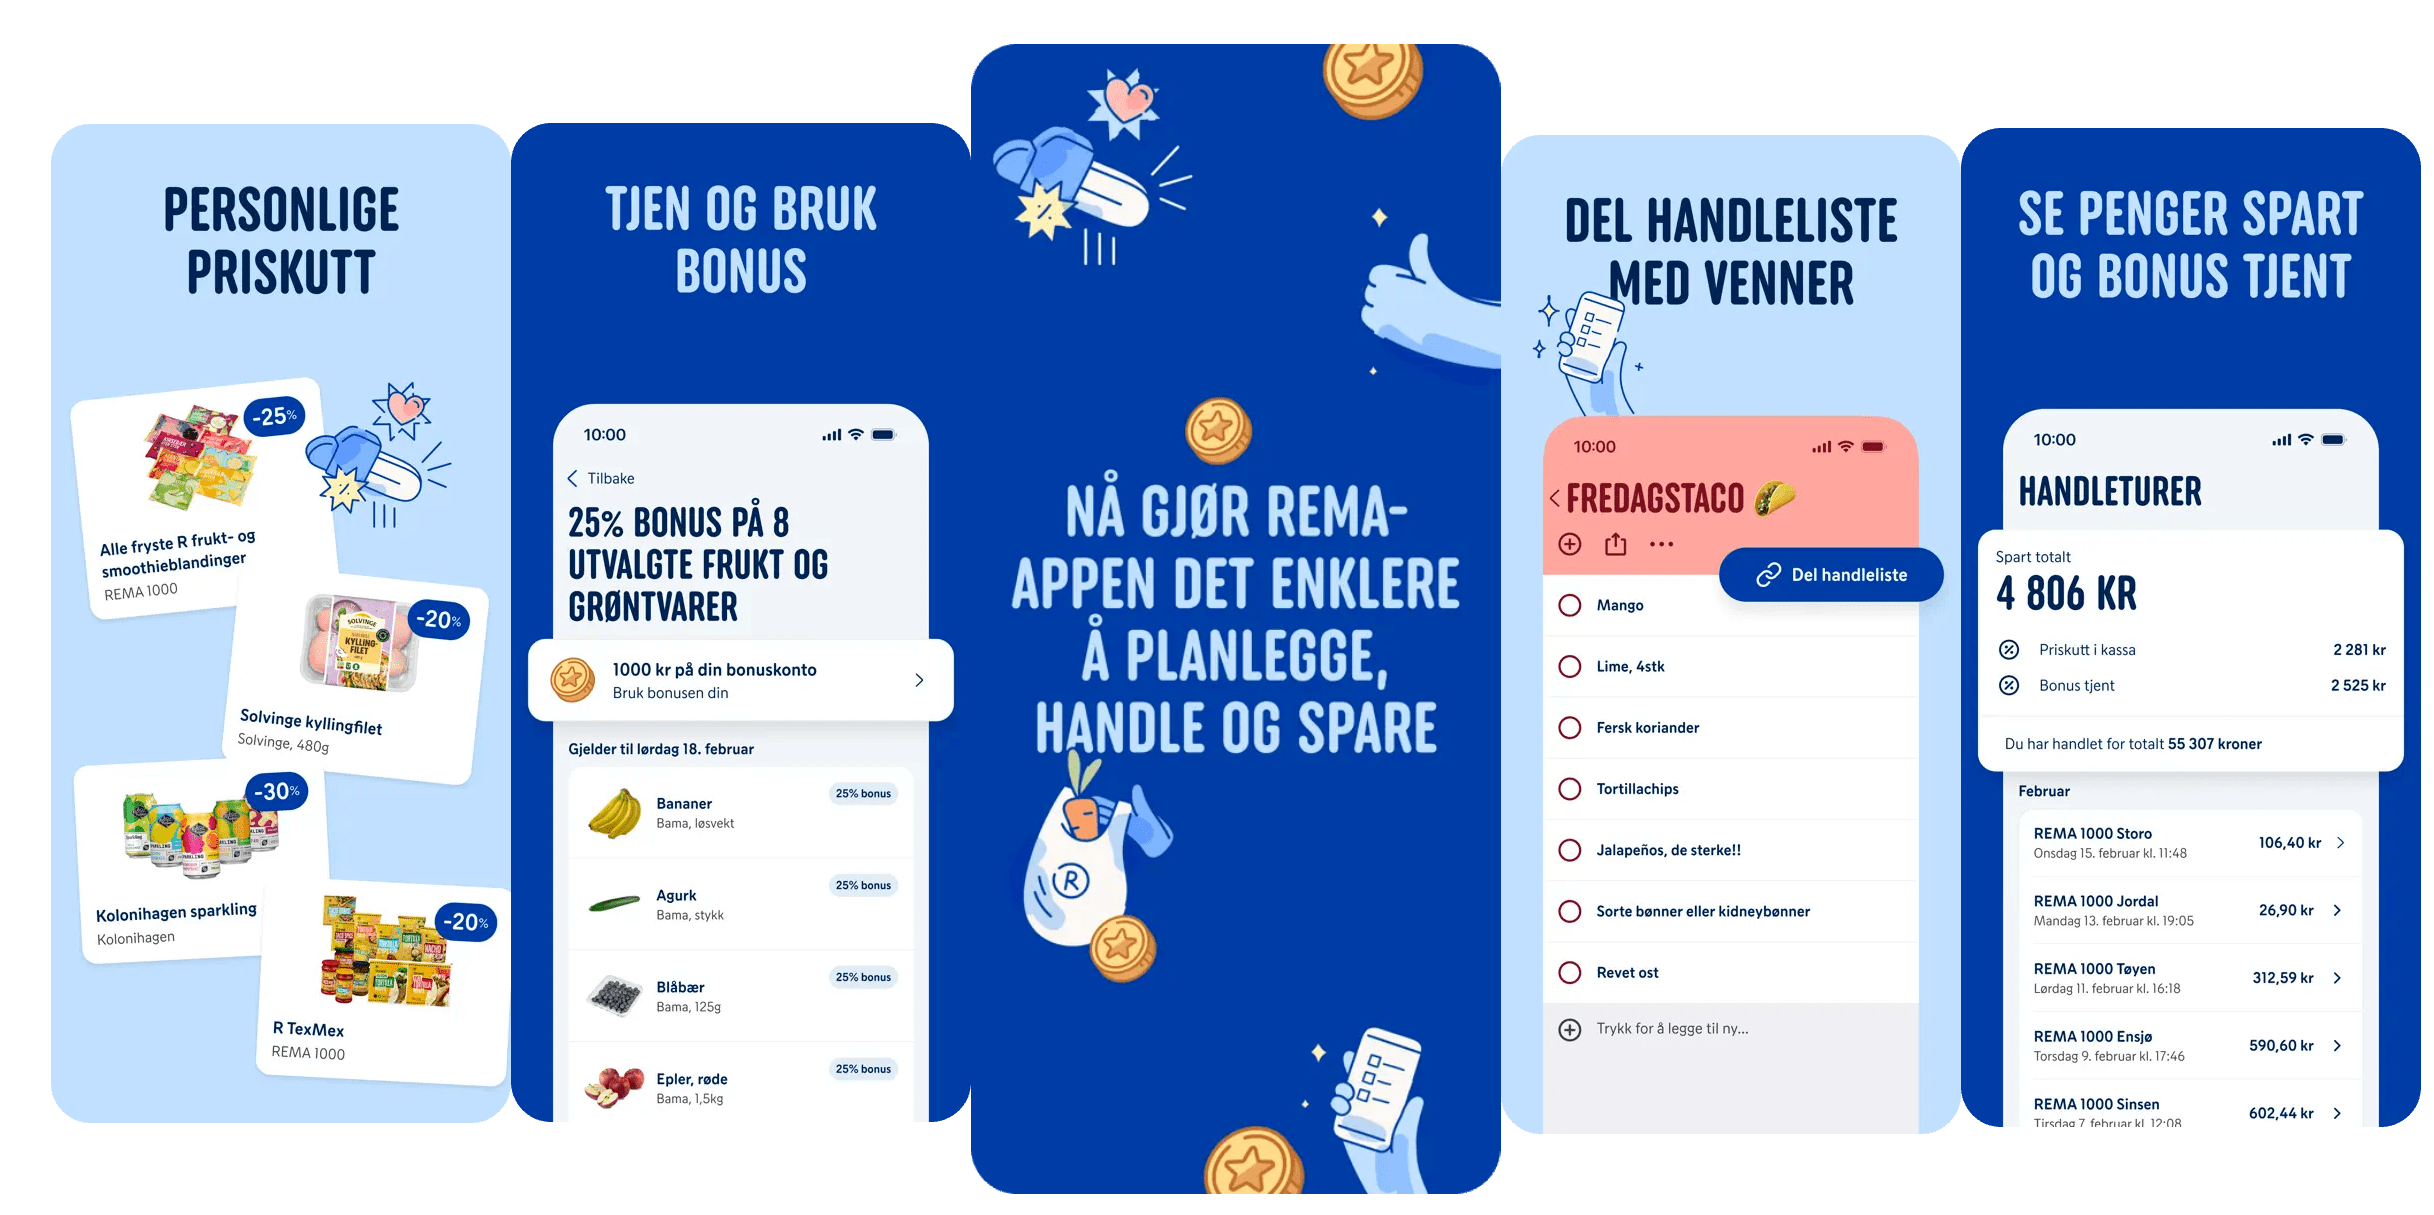 PERSONLIGE
PRISKUTT
-25%
Alle fryste R frukt- og
smoothieblandinger
REMA 1000
SOLVINGE
KYLLING-
FILET
-20%
Solvinge kyllingfilet
Solvinge, 480g
-30%
Kolonihagen sparkling
Kolonihagen
-20%
R TexMex
REMA 1000
TJEN OG BRUK
BONUS
10:00
Tilbake
25% BONUS PÅ 8
UTVALGTE FRUKT OG
GRØNTVARER
1000 kr på din bonuskonto
Bruk bonusen din
Gjelder til lørdag 18. februar
Bananer
Bama, løsvekt
25% bonus
Agurk
Bama, stykk
25% bonus
Blåbær
Bama, 125g
25% bonus
Epler, røde
Bama, 1,5kg
25% bonus
NÅ GJØR REMA-
APPEN DET ENKLERE
Å PLANLEGGE,
HANDLE OG SPARE
R
DEL HANDLELISTE
MED VENNER
10:00
FREDAGSTACO
Del handleliste
Mango
Lime, 4stk
Fersk koriander
Tortillachips
Jalapeños, de sterke!!
Sorte bønner eller kidneybønner
Revet ost
Trykk for å legge til ny...
SE PENGER SPART
OG BONUS TJENT
10:00
HANDLETURER
Spart totalt
4 806 KR
Priskutt i kassa 2 281 kr
Bonus tjent 2 525 kr
Du har handlet for totalt 55 307 kroner
Februar
REMA 1000 Storo
Onsdag 15. februar kl. 11:48
106,40 kr
REMA 1000 Jordal
Mandag 13. februar kl. 19:05
26,90 kr
REMA 1000 Tøyen
Lørdag 11. februar kl. 16:18
312,59 kr
REMA 1000 Ensjø
Torsdag 9. februar kl. 17:46
590,60 kr
REMA 1000 Sinsen
Tirsdag 7. februar kl. 12:08
602,44 kr